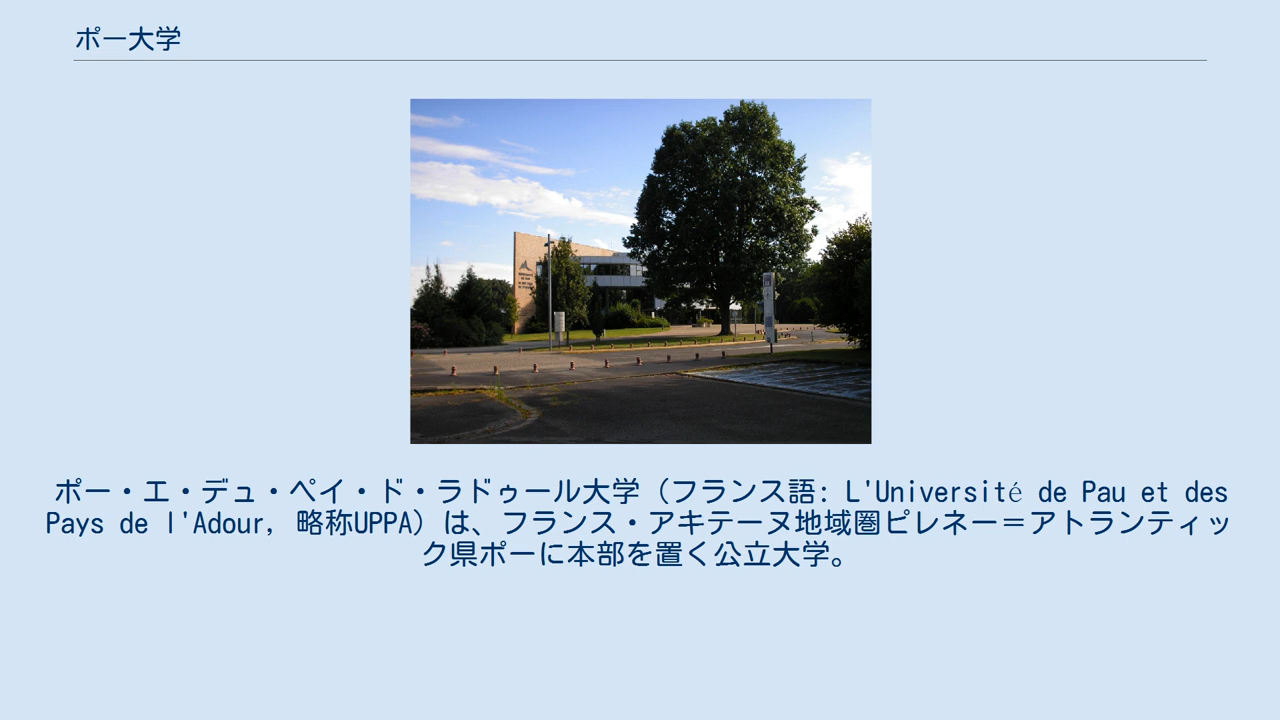 ポー大学
ポー・エ・デュ・ペイ・ド・ラドゥール大学（フランス語: L'Université de Pau et des
Pays de l'Adour, 略称UPPA）は、フランス・アキテーヌ地域圏ピレネー＝アトランティッ
ク県ポーに本部を置く公立大学。